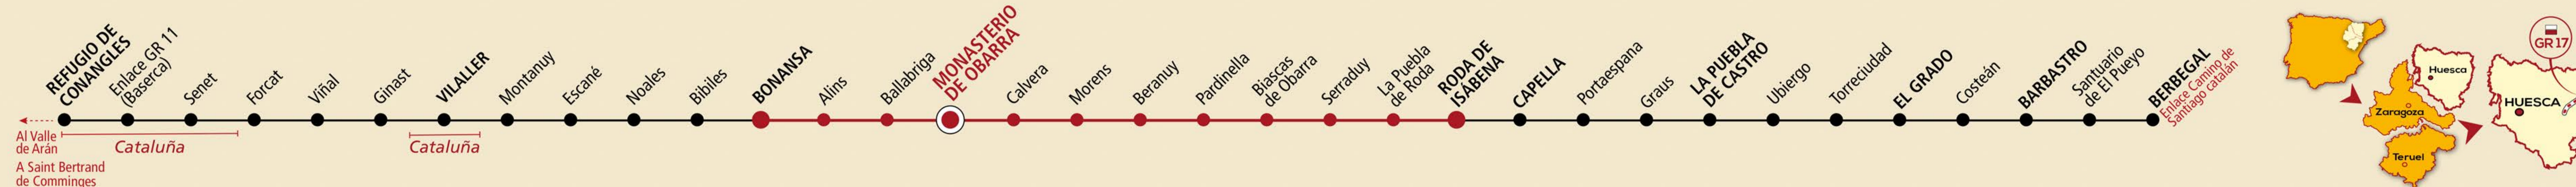 REFUGIO DE
CONANGLES
Enlace GR 11
(Baserca)
Senet
Forcat
Viñal
Ginast
VILALLER
Montanuy
Escané
Noales
Bibiles
BONANSA
Alins
Ballabriga
MONASTERIO
DE OBARRA
Calvera
Morens
Beranuy
Pardinella
Biascas
de Obarra
Serraduy
La Puebla
de Roda
RODA DE
ISÁBENA
CAPELLA
Portaespana
Graus
LA PUEBLA
DE CASTRO
Ubiergo
Torreciudad
EL GRADO
Costeán
BARBASTRO
Santuario
de El Pueyo
BERBEGAL
Enlace Camino de
Santiago Catalán
Al Valle
de Arán
A Saint Bertrand
de Comminges
Cataluña
Cataluña
Huesca
Zaragoza
Teruel
GR 17
HUESCA